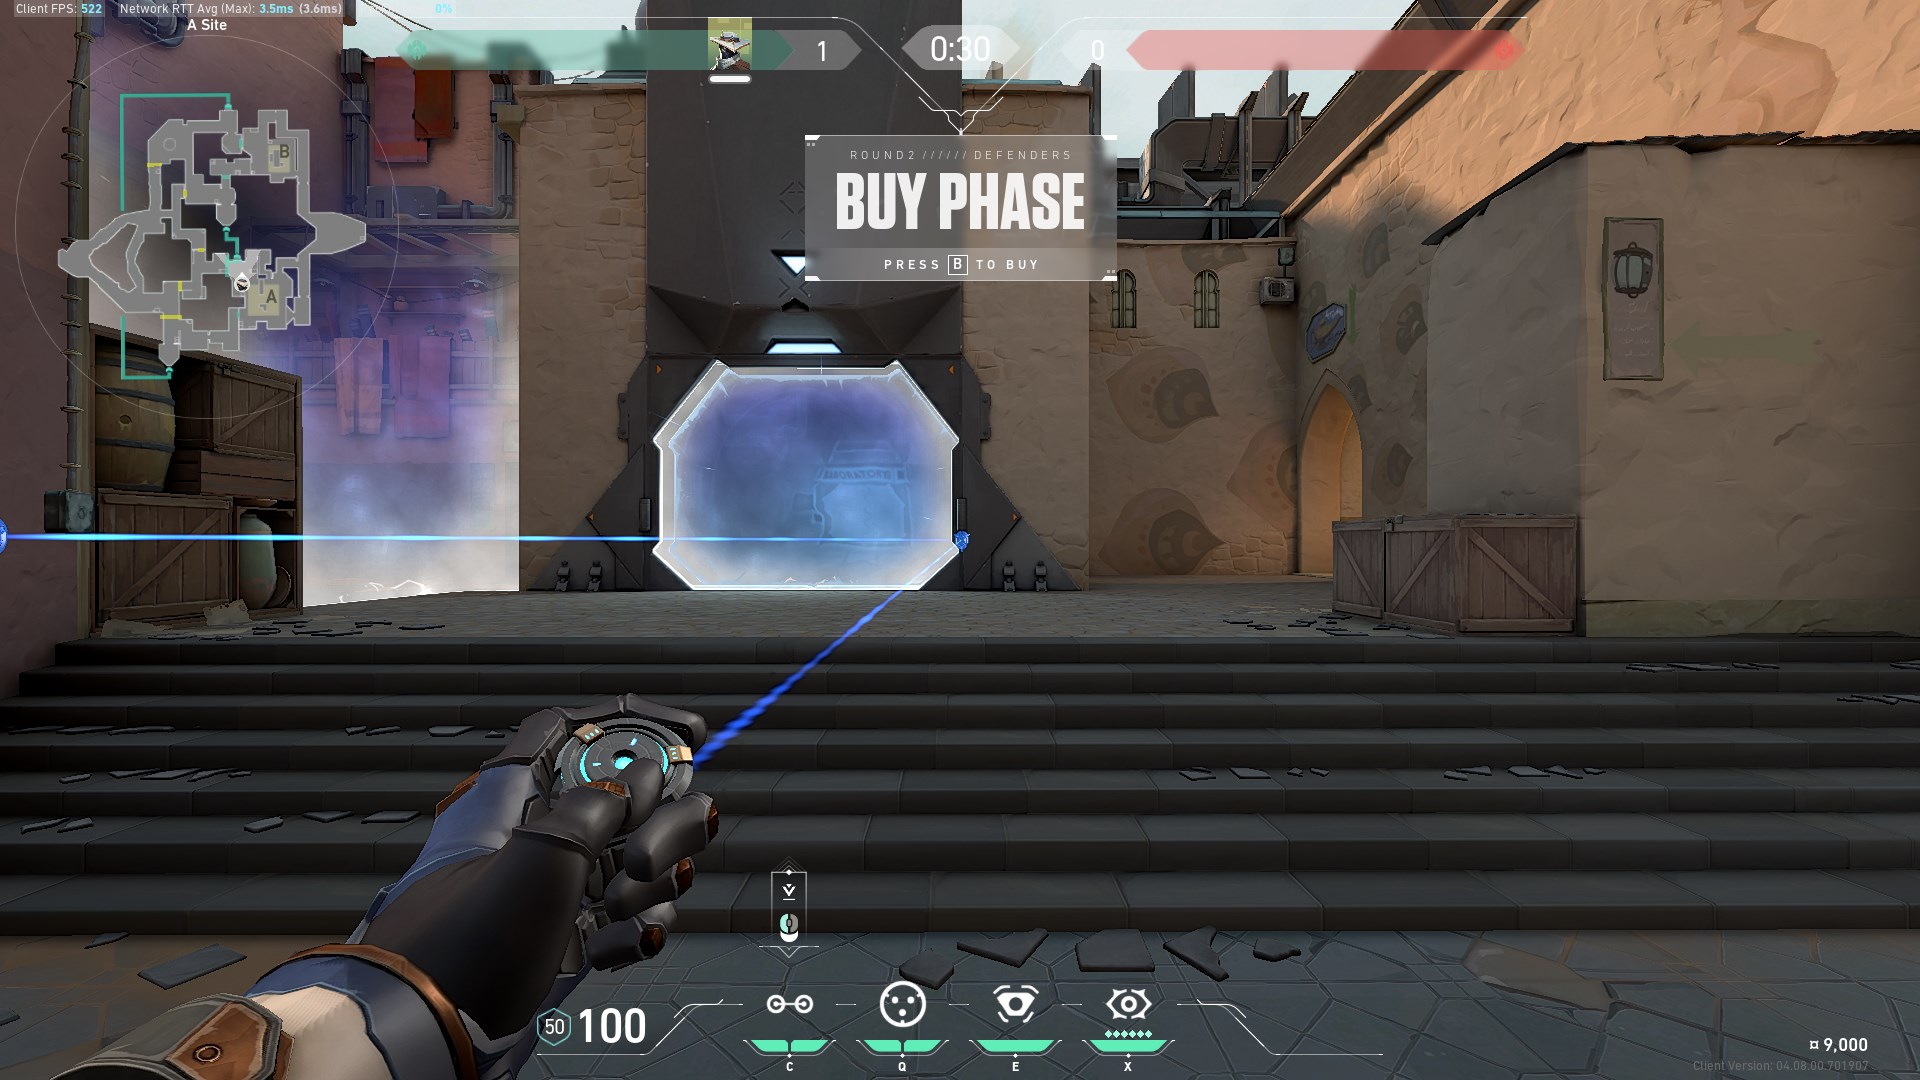 Client FPS: 522 Network RTT Avg (Max): 3.5ms (3.6ms) 0%
A Site
1 0:30 0
ROUND2 ////// DEFENDERS
BUY PHASE
PRESS B TO BUY
B
A
50 100
C Q E X
¤ 9,000
Client Version: 04.08.00.701907